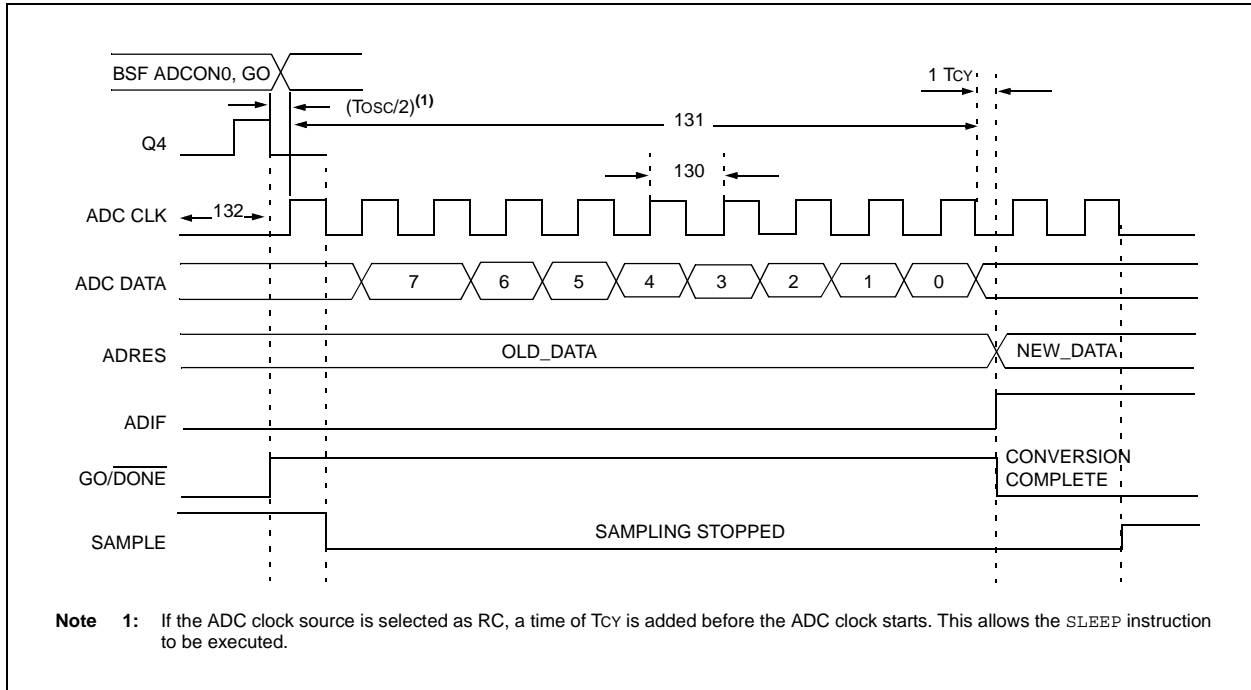 BSF ADCON0, GO
1 TCY
(TOSC/2)(1)
131
Q4
130
ADC CLK
132
ADC DATA
7 6 5 4 3 2 1 0
ADRES
OLD_DATA
NEW_DATA
ADIF
GO/DONE
CONVERSION
COMPLETE
SAMPLE
SAMPLING STOPPED
Note 1: If the ADC clock source is selected as RC, a time of TCY is added before the ADC clock starts. This allows the SLEEP instruction
to be executed.